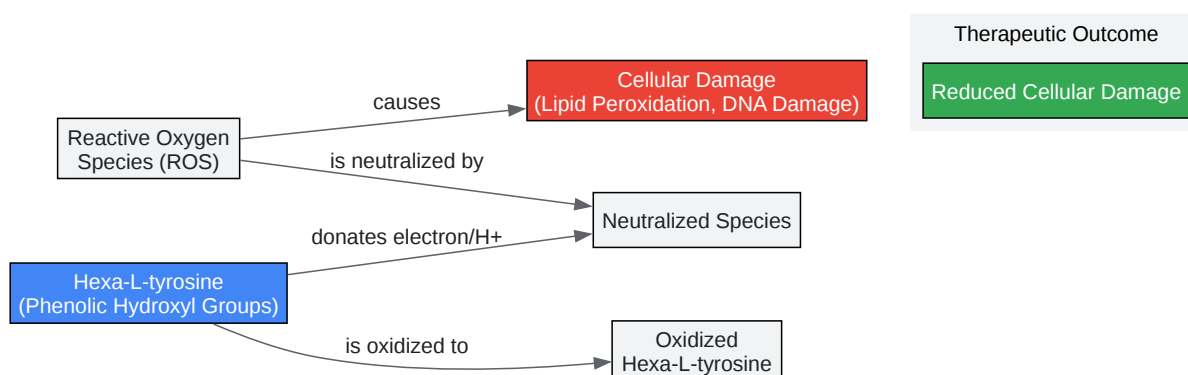 Therapeutic Outcome
Reduced Cellular Damage
Cellular Damage
(Lipid Peroxidation, DNA Damage)
causes
Reactive Oxygen
Species (ROS)
is neutralized by
Neutralized Species
donates electron/H+
Hexa-L-tyrosine
(Phenolic Hydroxyl Groups)
is oxidized to
Oxidized
Hexa-L-tyrosine